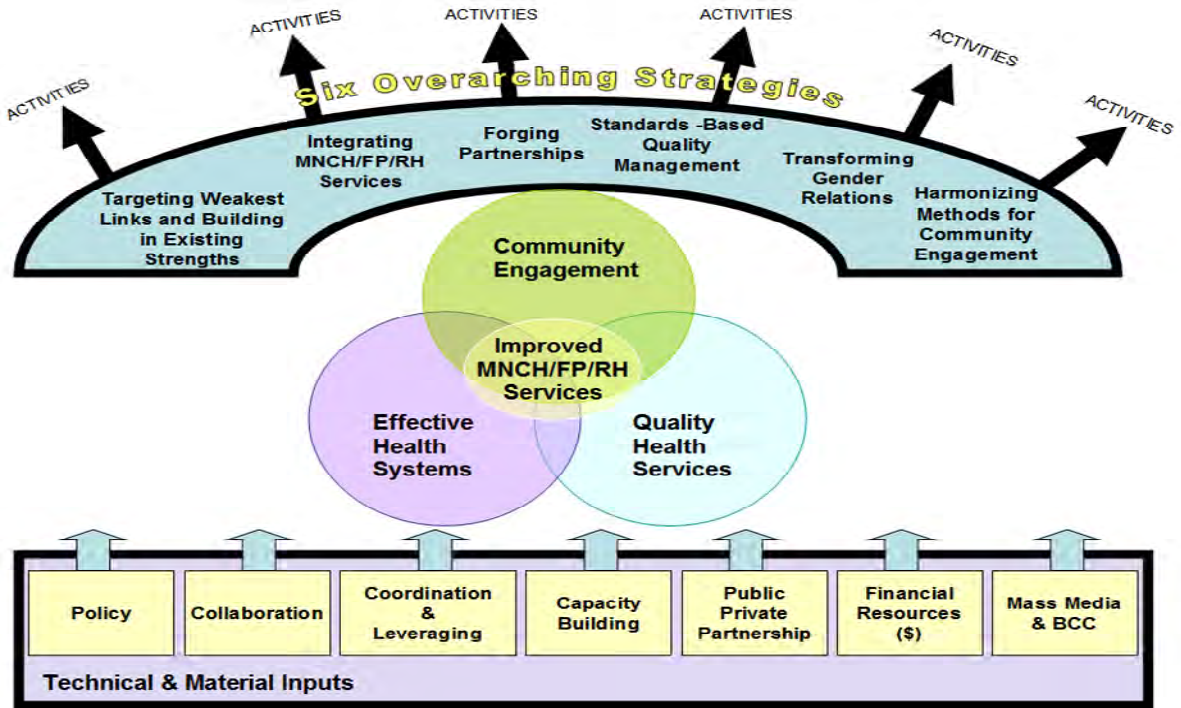 ACTIVITIES
ACTIVITIES
ACTIVITIES
ACTIVITIES
ACTIVITIES
ACTIVITIES
Six Overarching Strategies
Targeting Weakest
Links and Building
in Existing
Strengths
Integrating
MNCH/FP/RH
Services
Forging
Partnerships
Standards -Based
Quality
Management
Transforming
Gender
Relations
Harmonizing
Methods for
Community
Engagement
Community
Engagement
Improved
MNCH/FP/RH
Services
Effective
Health
Systems
Quality
Health
Services
Policy
Collaboration
Coordination
&
Leveraging
Capacity
Building
Public
Private
Partnership
Financial
Resources
($)
Mass Media
& BCC
Technical & Material Inputs